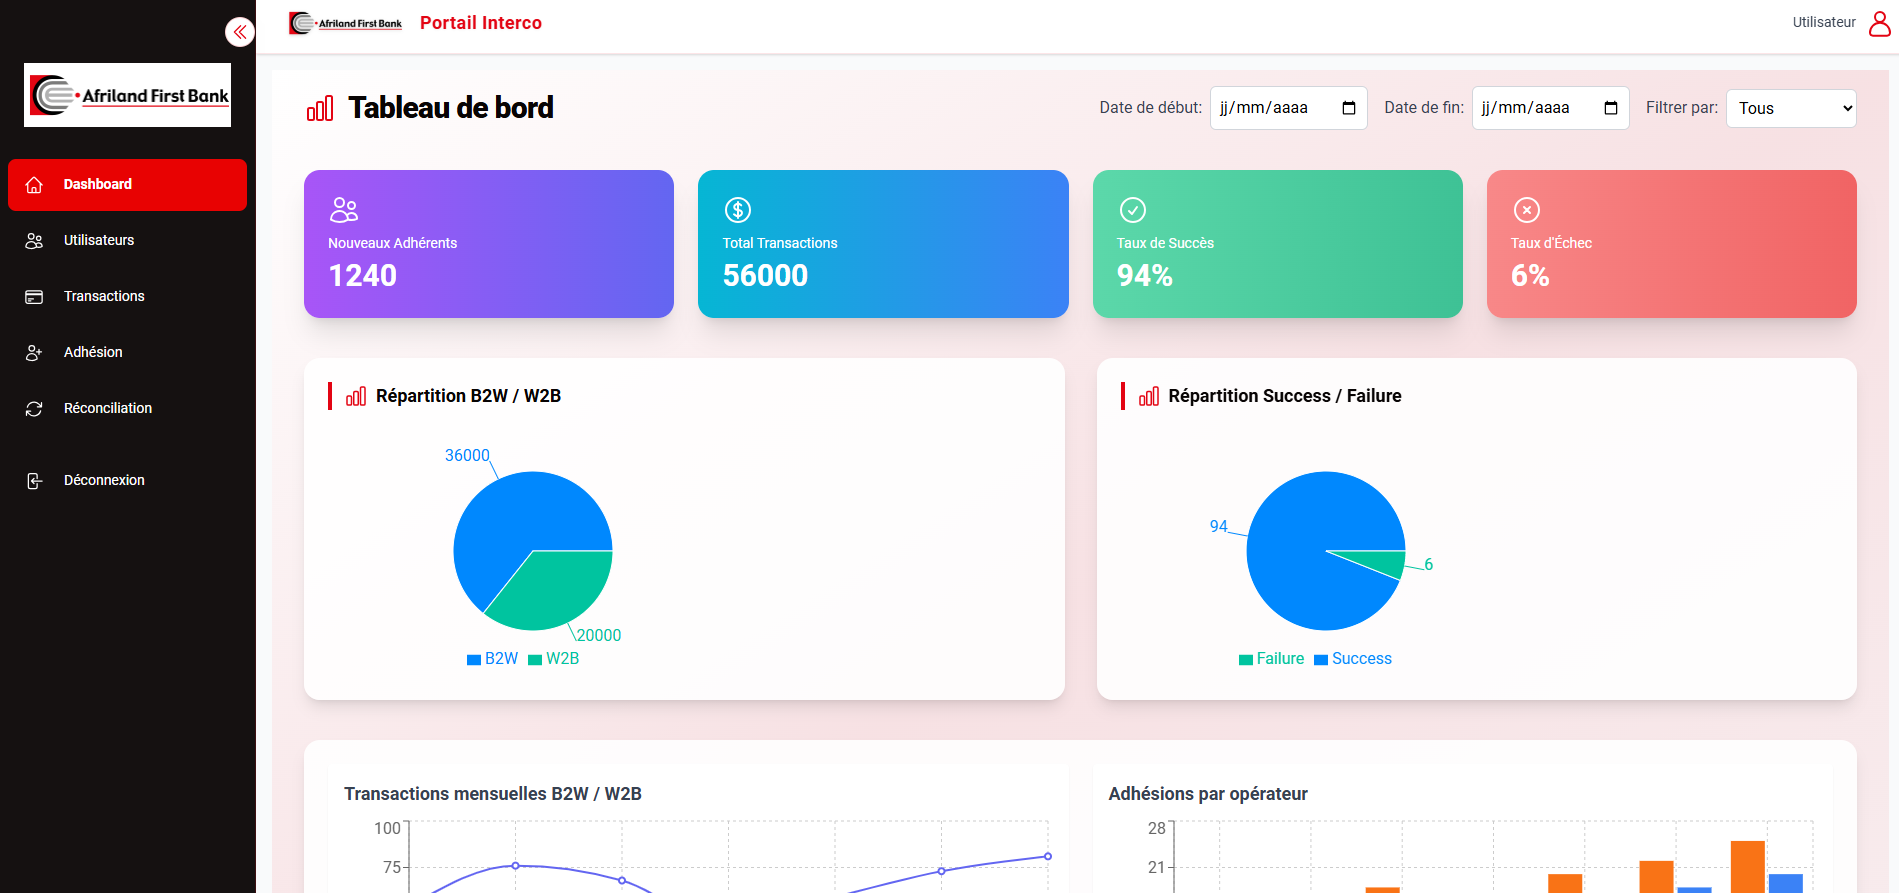 Afriland First Bank
Portail Interco
Utilisateur
Afriland First Bank
Dashboard
Utilisateurs
Transactions
Adhésion
Réconciliation
Déconnexion
Tableau de bord
Date de début: jj/mm/aaaa
Date de fin: jj/mm/aaaa
Filtrer par: Tous
Nouveaux Adhérents
1240
Total Transactions
56000
Taux de Succès
94%
Taux d'Échec
6%
Répartition B2W / W2B
36000
20000
B2W W2B
Répartition Success / Failure
94
6
Failure Success
Transactions mensuelles B2W / W2B
100
75
Adhésions par opérateur
28
21